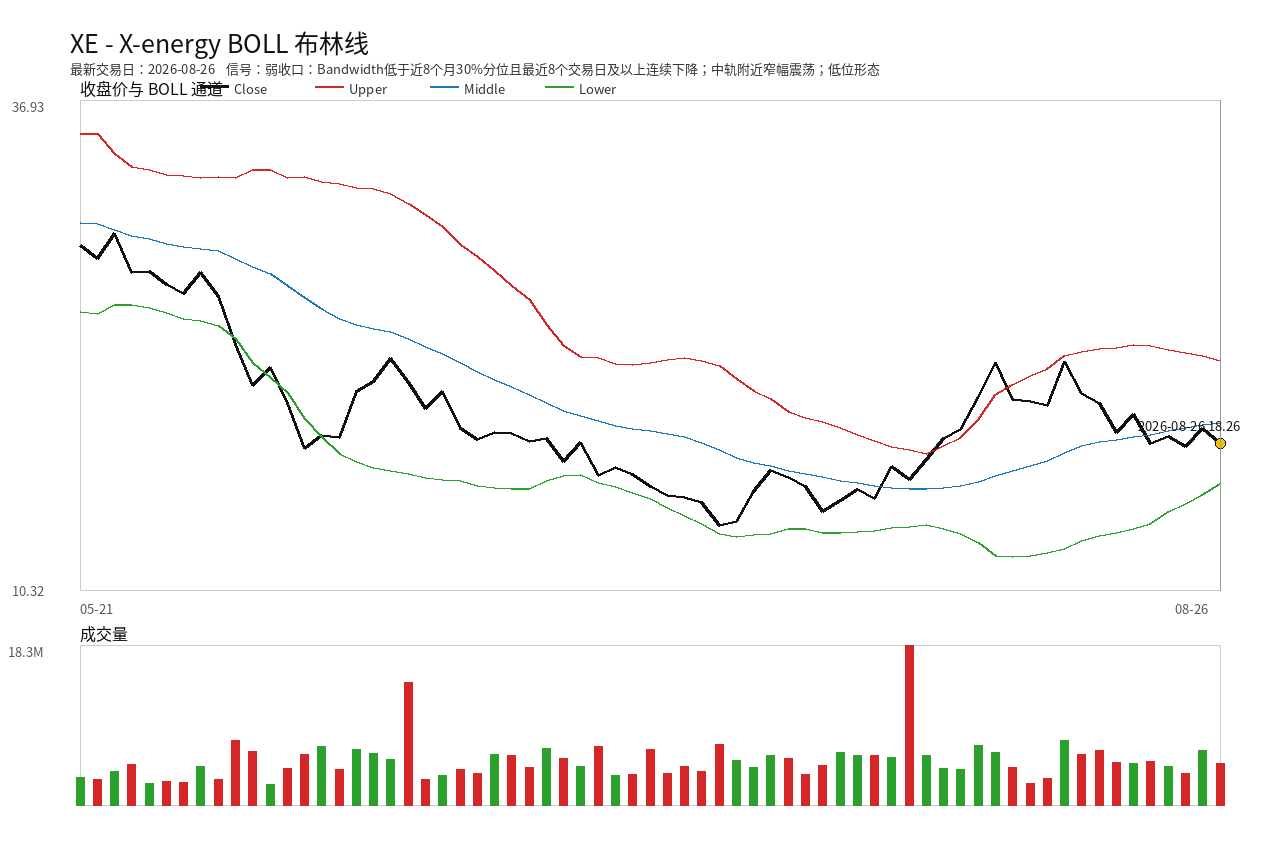 XE - X-energy BOLL 布林线
最新交易日：2026-08-26 信号：弱收口：Bandwidth低于近8个月30%分位且最近8个交易日及以上连续下降；中轨附近窄幅震荡；低位形态
收盘价与 BOLL 通道 Close Upper Middle Lower
36.93
2026-08-26 18.26
10.32
05-21 08-26
成交量
18.3M